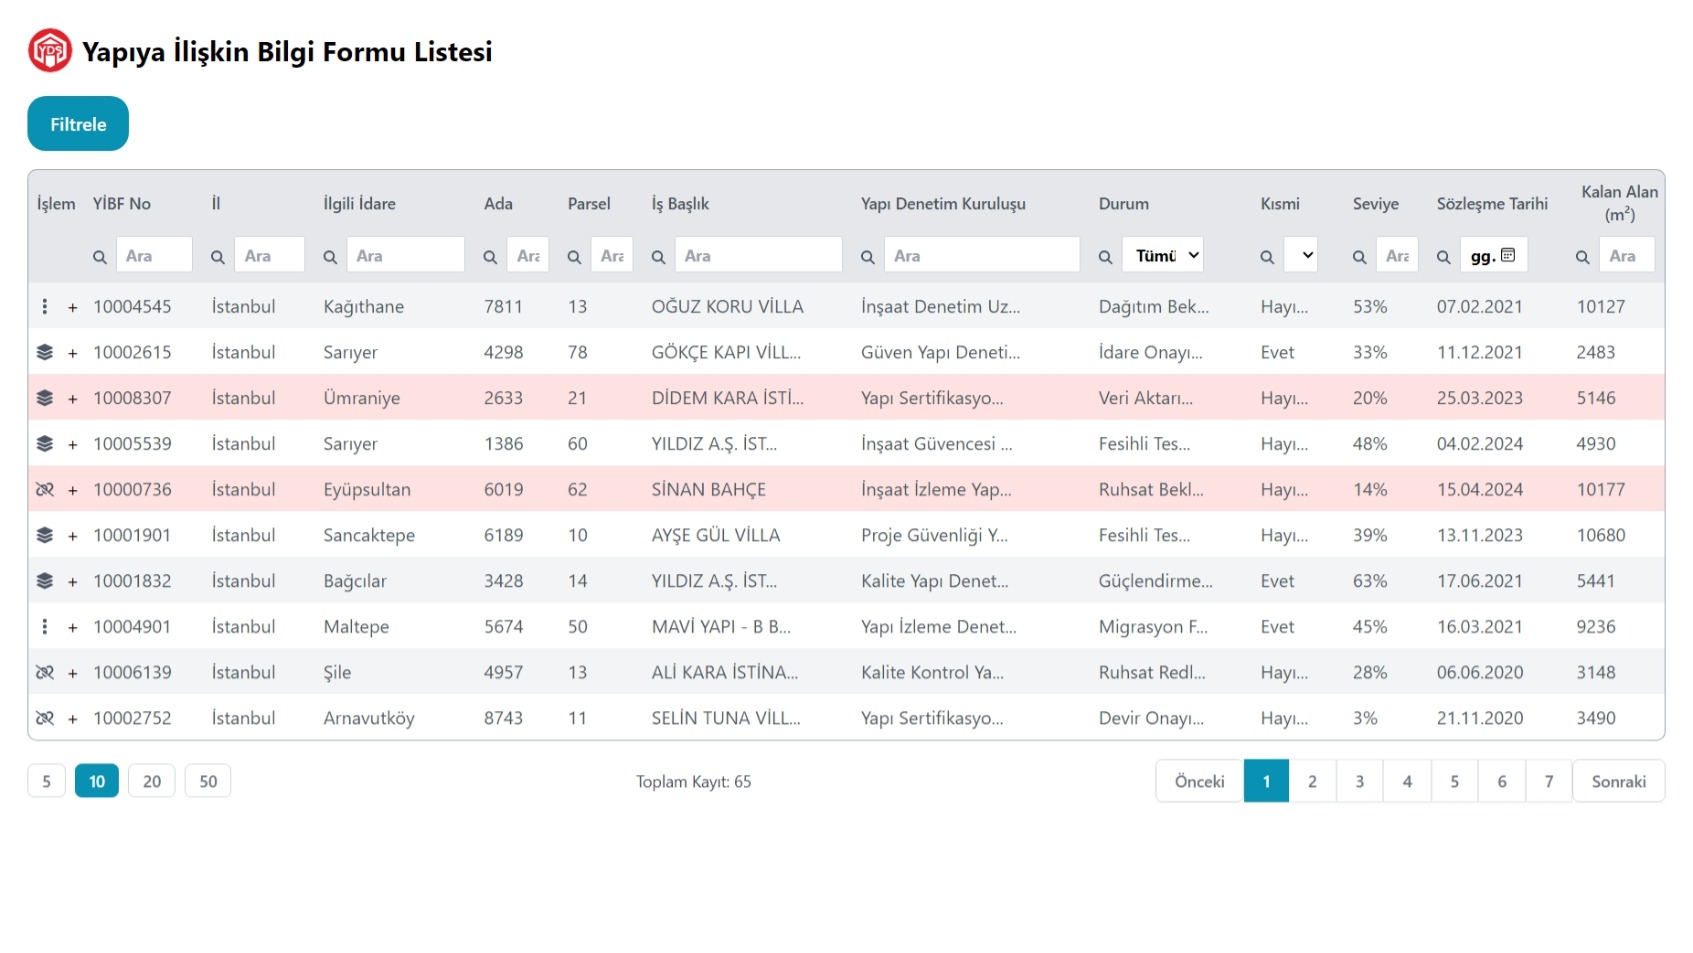 YDS Yapıya İlişkin Bilgi Formu Listesi
Filtrele
İşlem YİBF No İl İlgili İdare Ada Parsel İş Başlık Yapı Denetim Kuruluşu Durum Kısmi Seviye Sözleşme Tarihi Kalan Alan (m²)
Ara Ara Ara Ara Ara Ara Ara Tümü Ara gg. Ara
+ 10004545 İstanbul Kağıthane 7811 13 OĞUZ KORU VİLLA İnşaat Denetim Uz... Dağıtım Bek... Hayı... 53% 07.02.2021 10127
+ 10002615 İstanbul Sarıyer 4298 78 GÖKÇE KAPI VİLL... Güven Yapı Deneti... İdare Onayı... Evet 33% 11.12.2021 2483
+ 10008307 İstanbul Ümraniye 2633 21 DİDEM KARA İSTİ... Yapı Sertifikasyo... Veri Aktarı... Hayı... 20% 25.03.2023 5146
+ 10005539 İstanbul Sarıyer 1386 60 YILDIZ A.Ş. İST... İnşaat Güvencesi ... Fesihli Tes... Hayı... 48% 04.02.2024 4930
+ 10000736 İstanbul Eyüpsultan 6019 62 SİNAN BAHÇE İnşaat İzleme Yap... Ruhsat Bekl... Hayı... 14% 15.04.2024 10177
+ 10001901 İstanbul Sancaktepe 6189 10 AYŞE GÜL VİLLA Proje Güvenliği Y... Fesihli Tes... Hayı... 39% 13.11.2023 10680
+ 10001832 İstanbul Bağcılar 3428 14 YILDIZ A.Ş. İST... Kalite Yapı Denet... Güçlendirme... Evet 63% 17.06.2021 5441
+ 10004901 İstanbul Maltepe 5674 50 MAVİ YAPI - B B... Yapı İzleme Denet... Migrasyon F... Evet 45% 16.03.2021 9236
+ 10006139 İstanbul Şile 4957 13 ALİ KARA İSTİNA... Kalite Kontrol Ya... Ruhsat Redl... Hayı... 28% 06.06.2020 3148
+ 10002752 İstanbul Arnavutköy 8743 11 SELİN TUNA VİLL... Yapı Sertifikasyo... Devir Onayı... Hayı... 3% 21.11.2020 3490
5 10 20 50 Toplam Kayıt: 65 Önceki 1 2 3 4 5 6 7 Sonraki